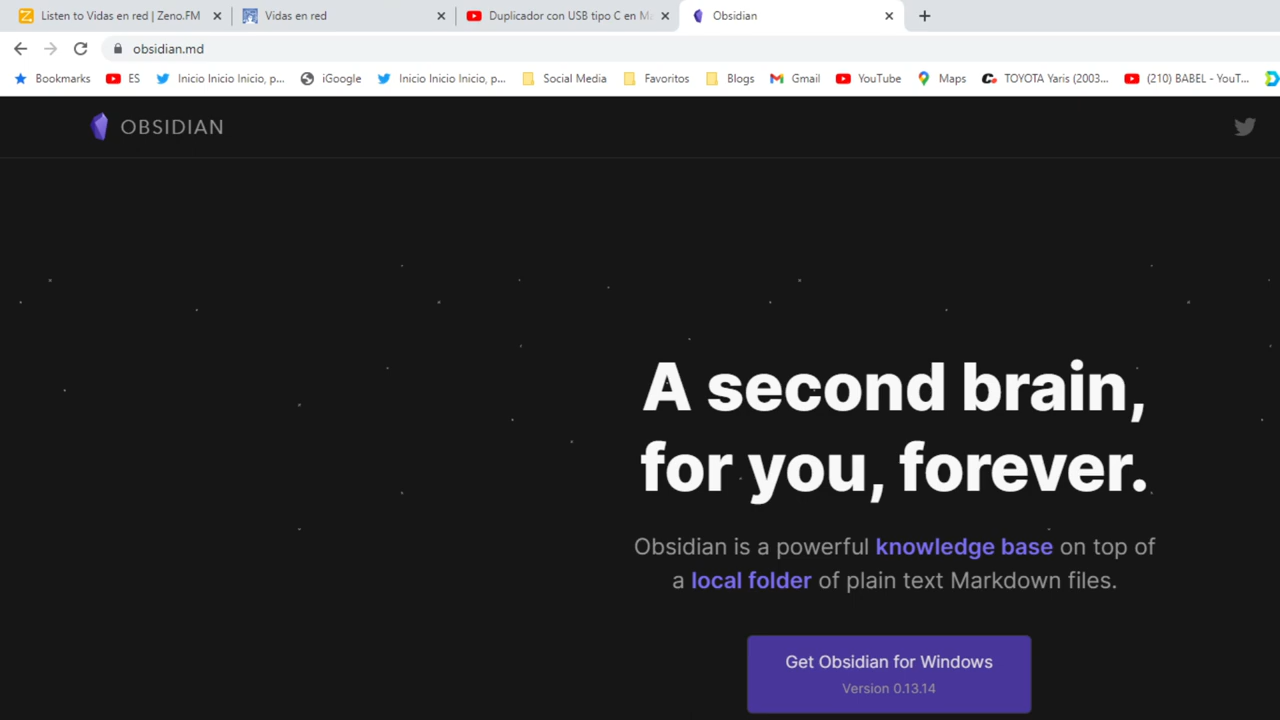 Listen to Vidas en red | Zeno.FM
Vidas en red
Duplicador con USB tipo C en Ma
Obsidian
obsidian.md
Bookmarks
ES
Inicio Inicio Inicio, p...
iGoogle
Inicio Inicio Inicio, p...
Social Media
Favoritos
Blogs
Gmail
YouTube
Maps
TOYOTA Yaris (2003...
(210) BABEL - YouT...
OBSIDIAN
A second brain,
for you, forever.
Obsidian is a powerful knowledge base on top of
a local folder of plain text Markdown files.
Get Obsidian for Windows
Version 0.13.14